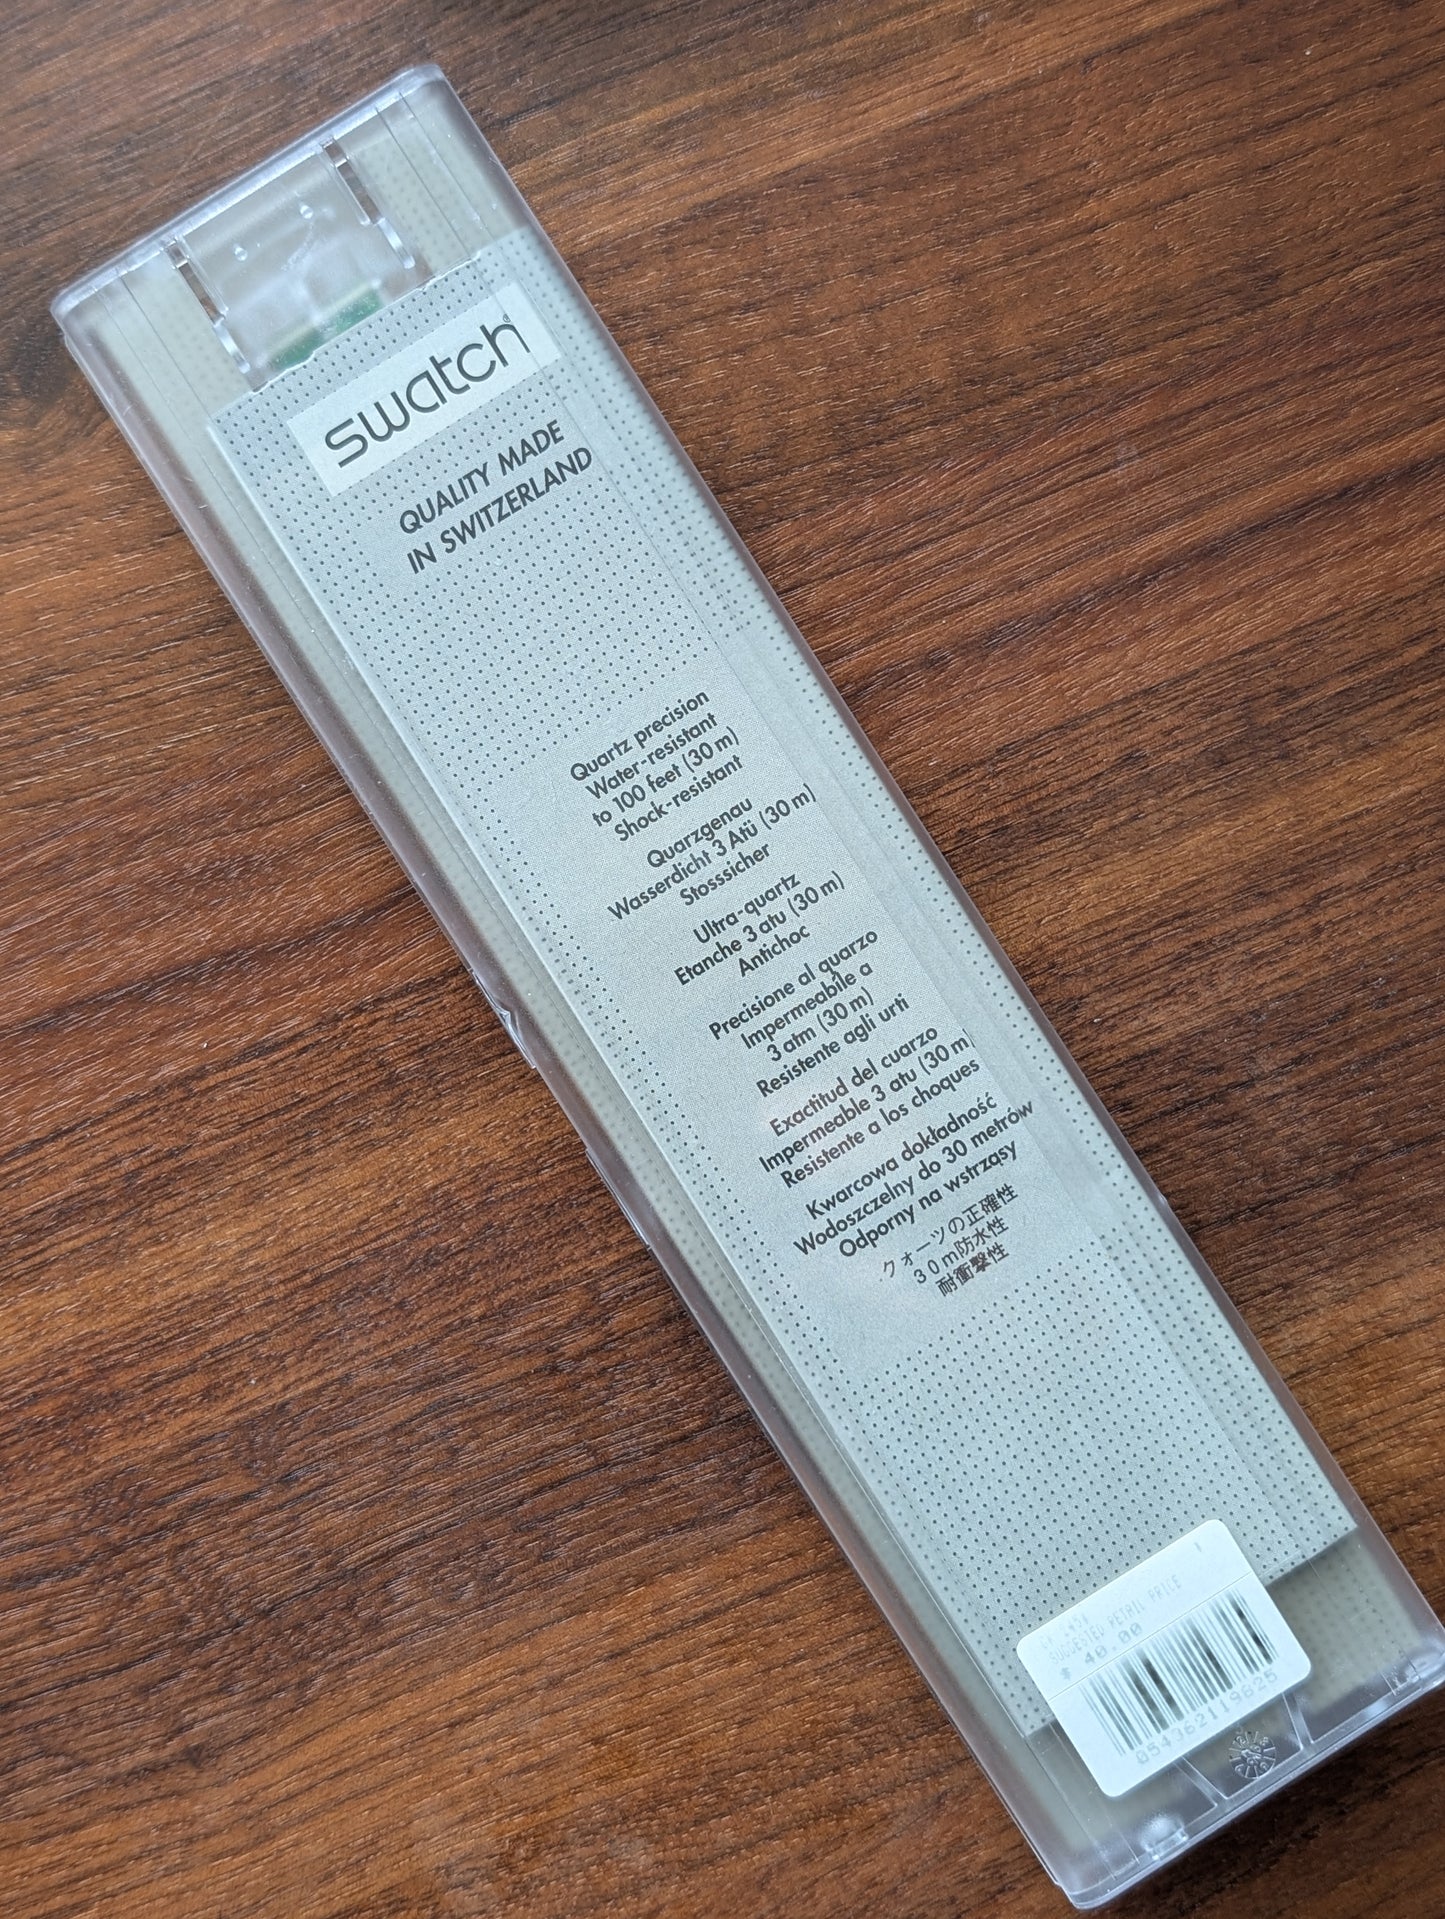 swatch®
QUALITY MADE
IN SWITZERLAND
Quartz precision
Water-resistant
to 100 feet (30 m)
Shock-resistant
Quarzgenau
Wasserdicht 3 Atü (30 m)
Stosssicher
Ultra-quartz
Etanche 3 atu (30 m)
Antichoc
Precisione al quarzo
Impermeabile a
3 atm (30 m)
Resistente agli urti
Exactitud del cuarzo
Impermeable 3 atu (30 m)
Resistente a los choques
Kwarcowa dokładność
Wodoszczelny do 30 metrów
Odporny na wstrząsy
クォーツの正確性
30m防水性
耐衝撃性
SUGGESTED RETAIL PRICE
$ 40.00
054362119825